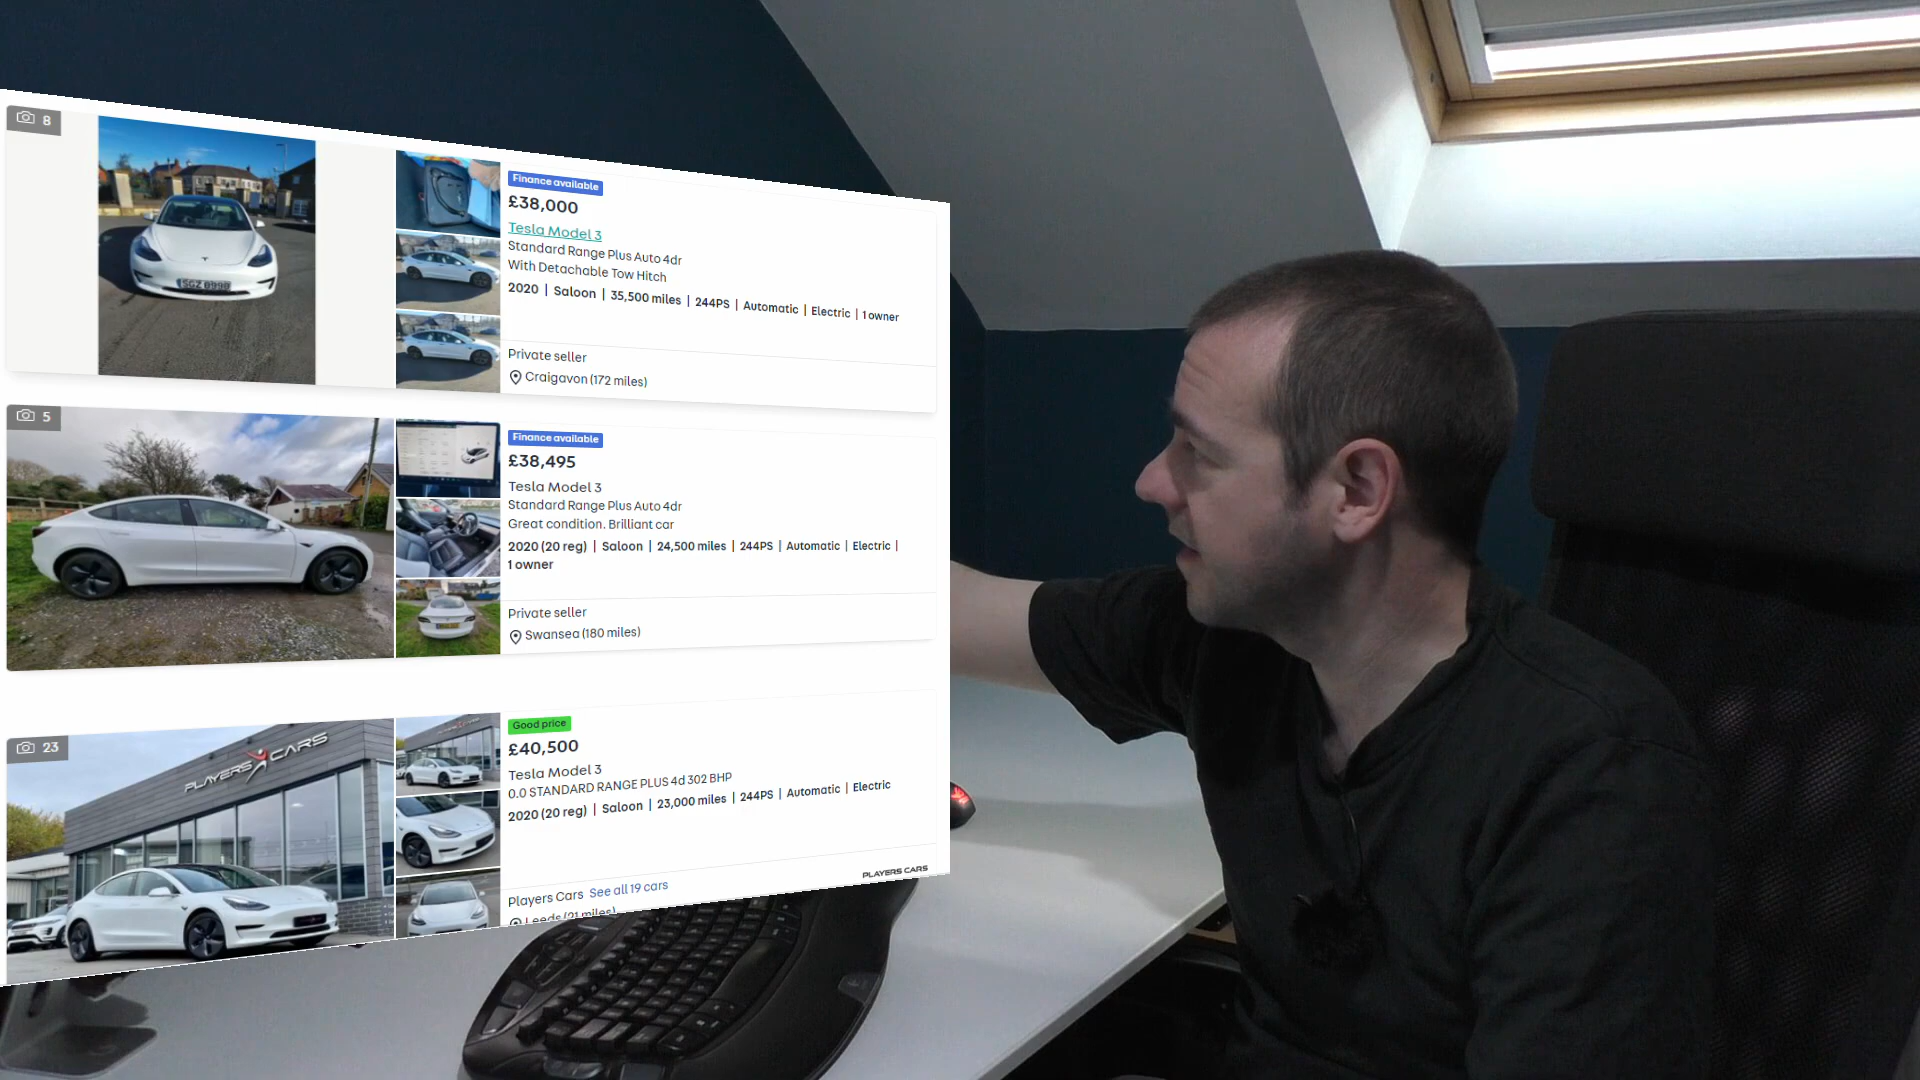 8
Finance available
£38,000
Tesla Model 3
Standard Range Plus Auto 4dr
With Detachable Tow Hitch
2020 | Saloon | 35,500 miles | 244PS | Automatic | Electric | 1 owner
Private seller
Craigavon (172 miles)
5
Finance available
£38,495
Tesla Model 3
Standard Range Plus Auto 4dr
Great condition. Brilliant car
2020 (20 reg) | Saloon | 24,500 miles | 244PS | Automatic | Electric |
1 owner
Private seller
Swansea (180 miles)
23
PLAYERS CARS
Good price
£40,500
Tesla Model 3
0.0 STANDARD RANGE PLUS 4d 302 BHP
2020 (20 reg) | Saloon | 23,000 miles | 244PS | Automatic | Electric
PLAYERS CARS
Players Cars See all 19 cars
Leeds (21 miles)